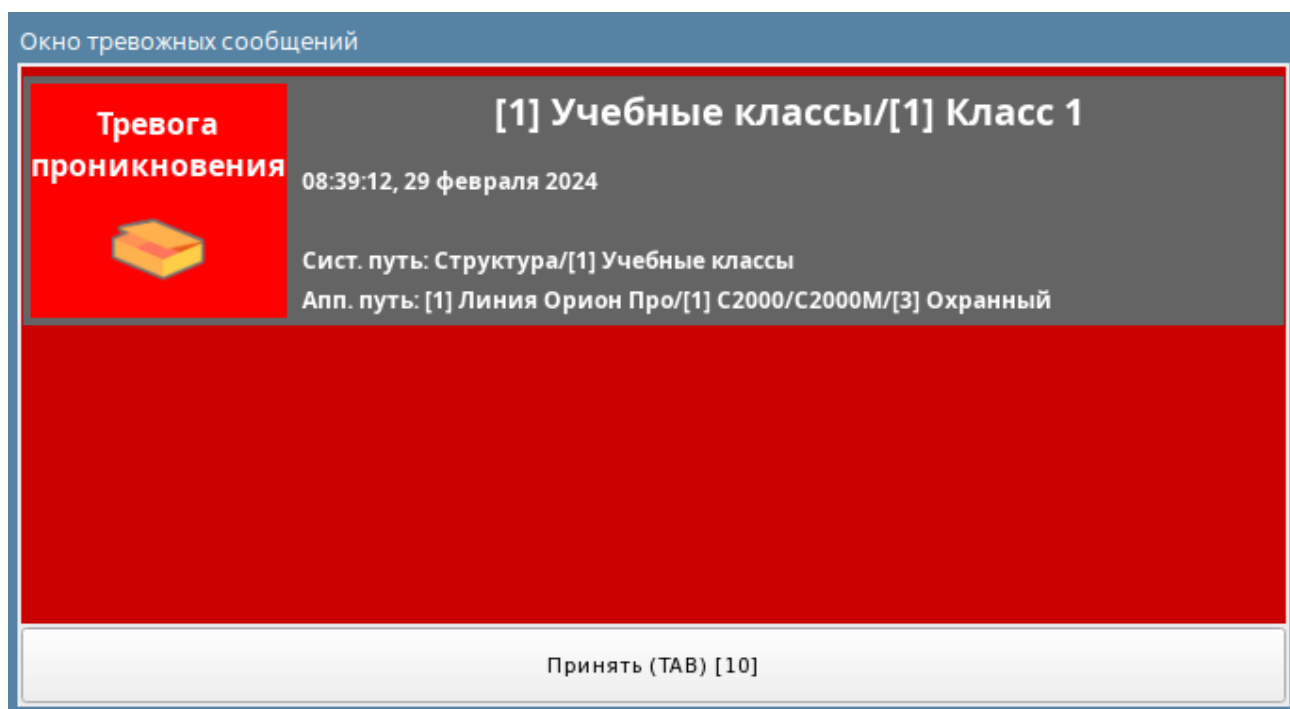 Окно тревожных сообщений
Тревога
проникновения
[1] Учебные классы/[1] Класс 1
08:39:12, 29 февраля 2024
Сист. путь: Структура/[1] Учебные классы
Апп. путь: [1] Линия Орион Про/[1] С2000/С2000М/[3] Охранный
Принять (TAB) [10]